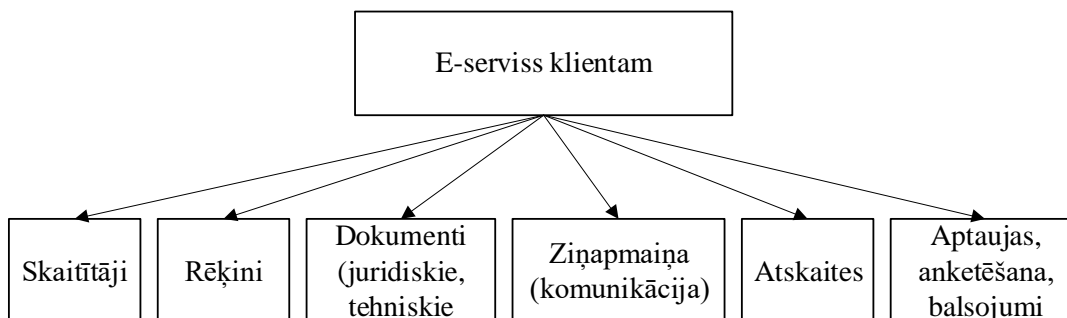 E-serviss klientam
Skaitītāji
Rēķini
Dokumenti
(juridiskie,
tehniskie
Ziņapmaiņa
(komunikācija)
Atskaites
Aptaujas,
anketēšana,
balsojumi